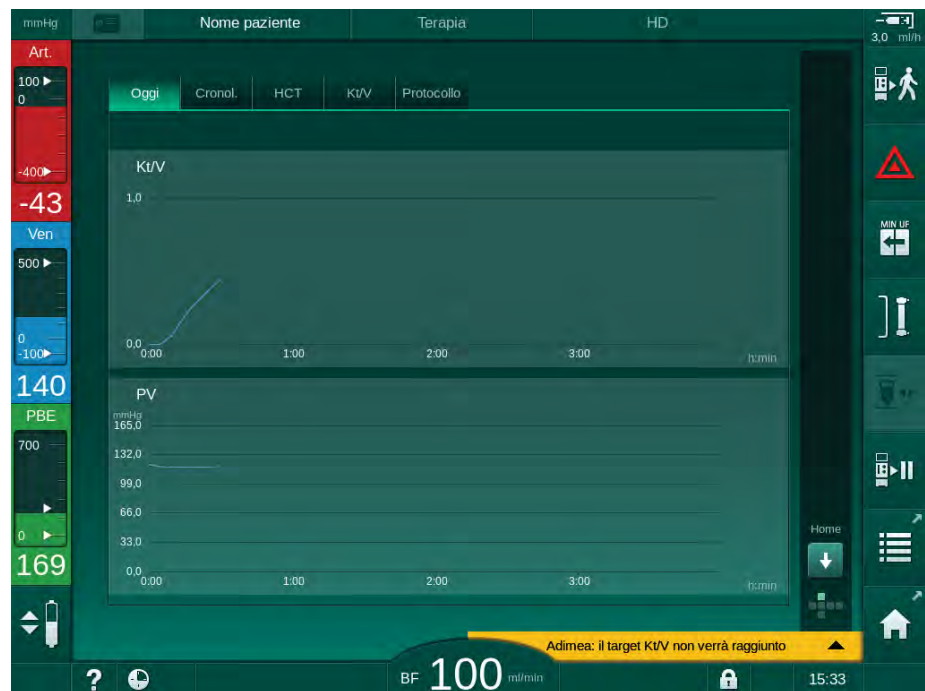 mmHg
Nome paziente
Terapia
HD
3,0 ml/h
Art.
100
0
-400
-43
Ven
500
0
-100
140
PBE
700
0
169
Oggi
Cronol.
HCT
Kt/V
Protocollo
Kt/V
1,0
0,0
0:00 1:00 2:00 3:00 h:min
PV
mmHg
165,0
132,0
99,0
66,0
33,0
0,0
0:00 1:00 2:00 3:00 h:min
Home
MIN UF
Adimea: il target Kt/V non verrà raggiunto
? BF 100 ml/min 15:33